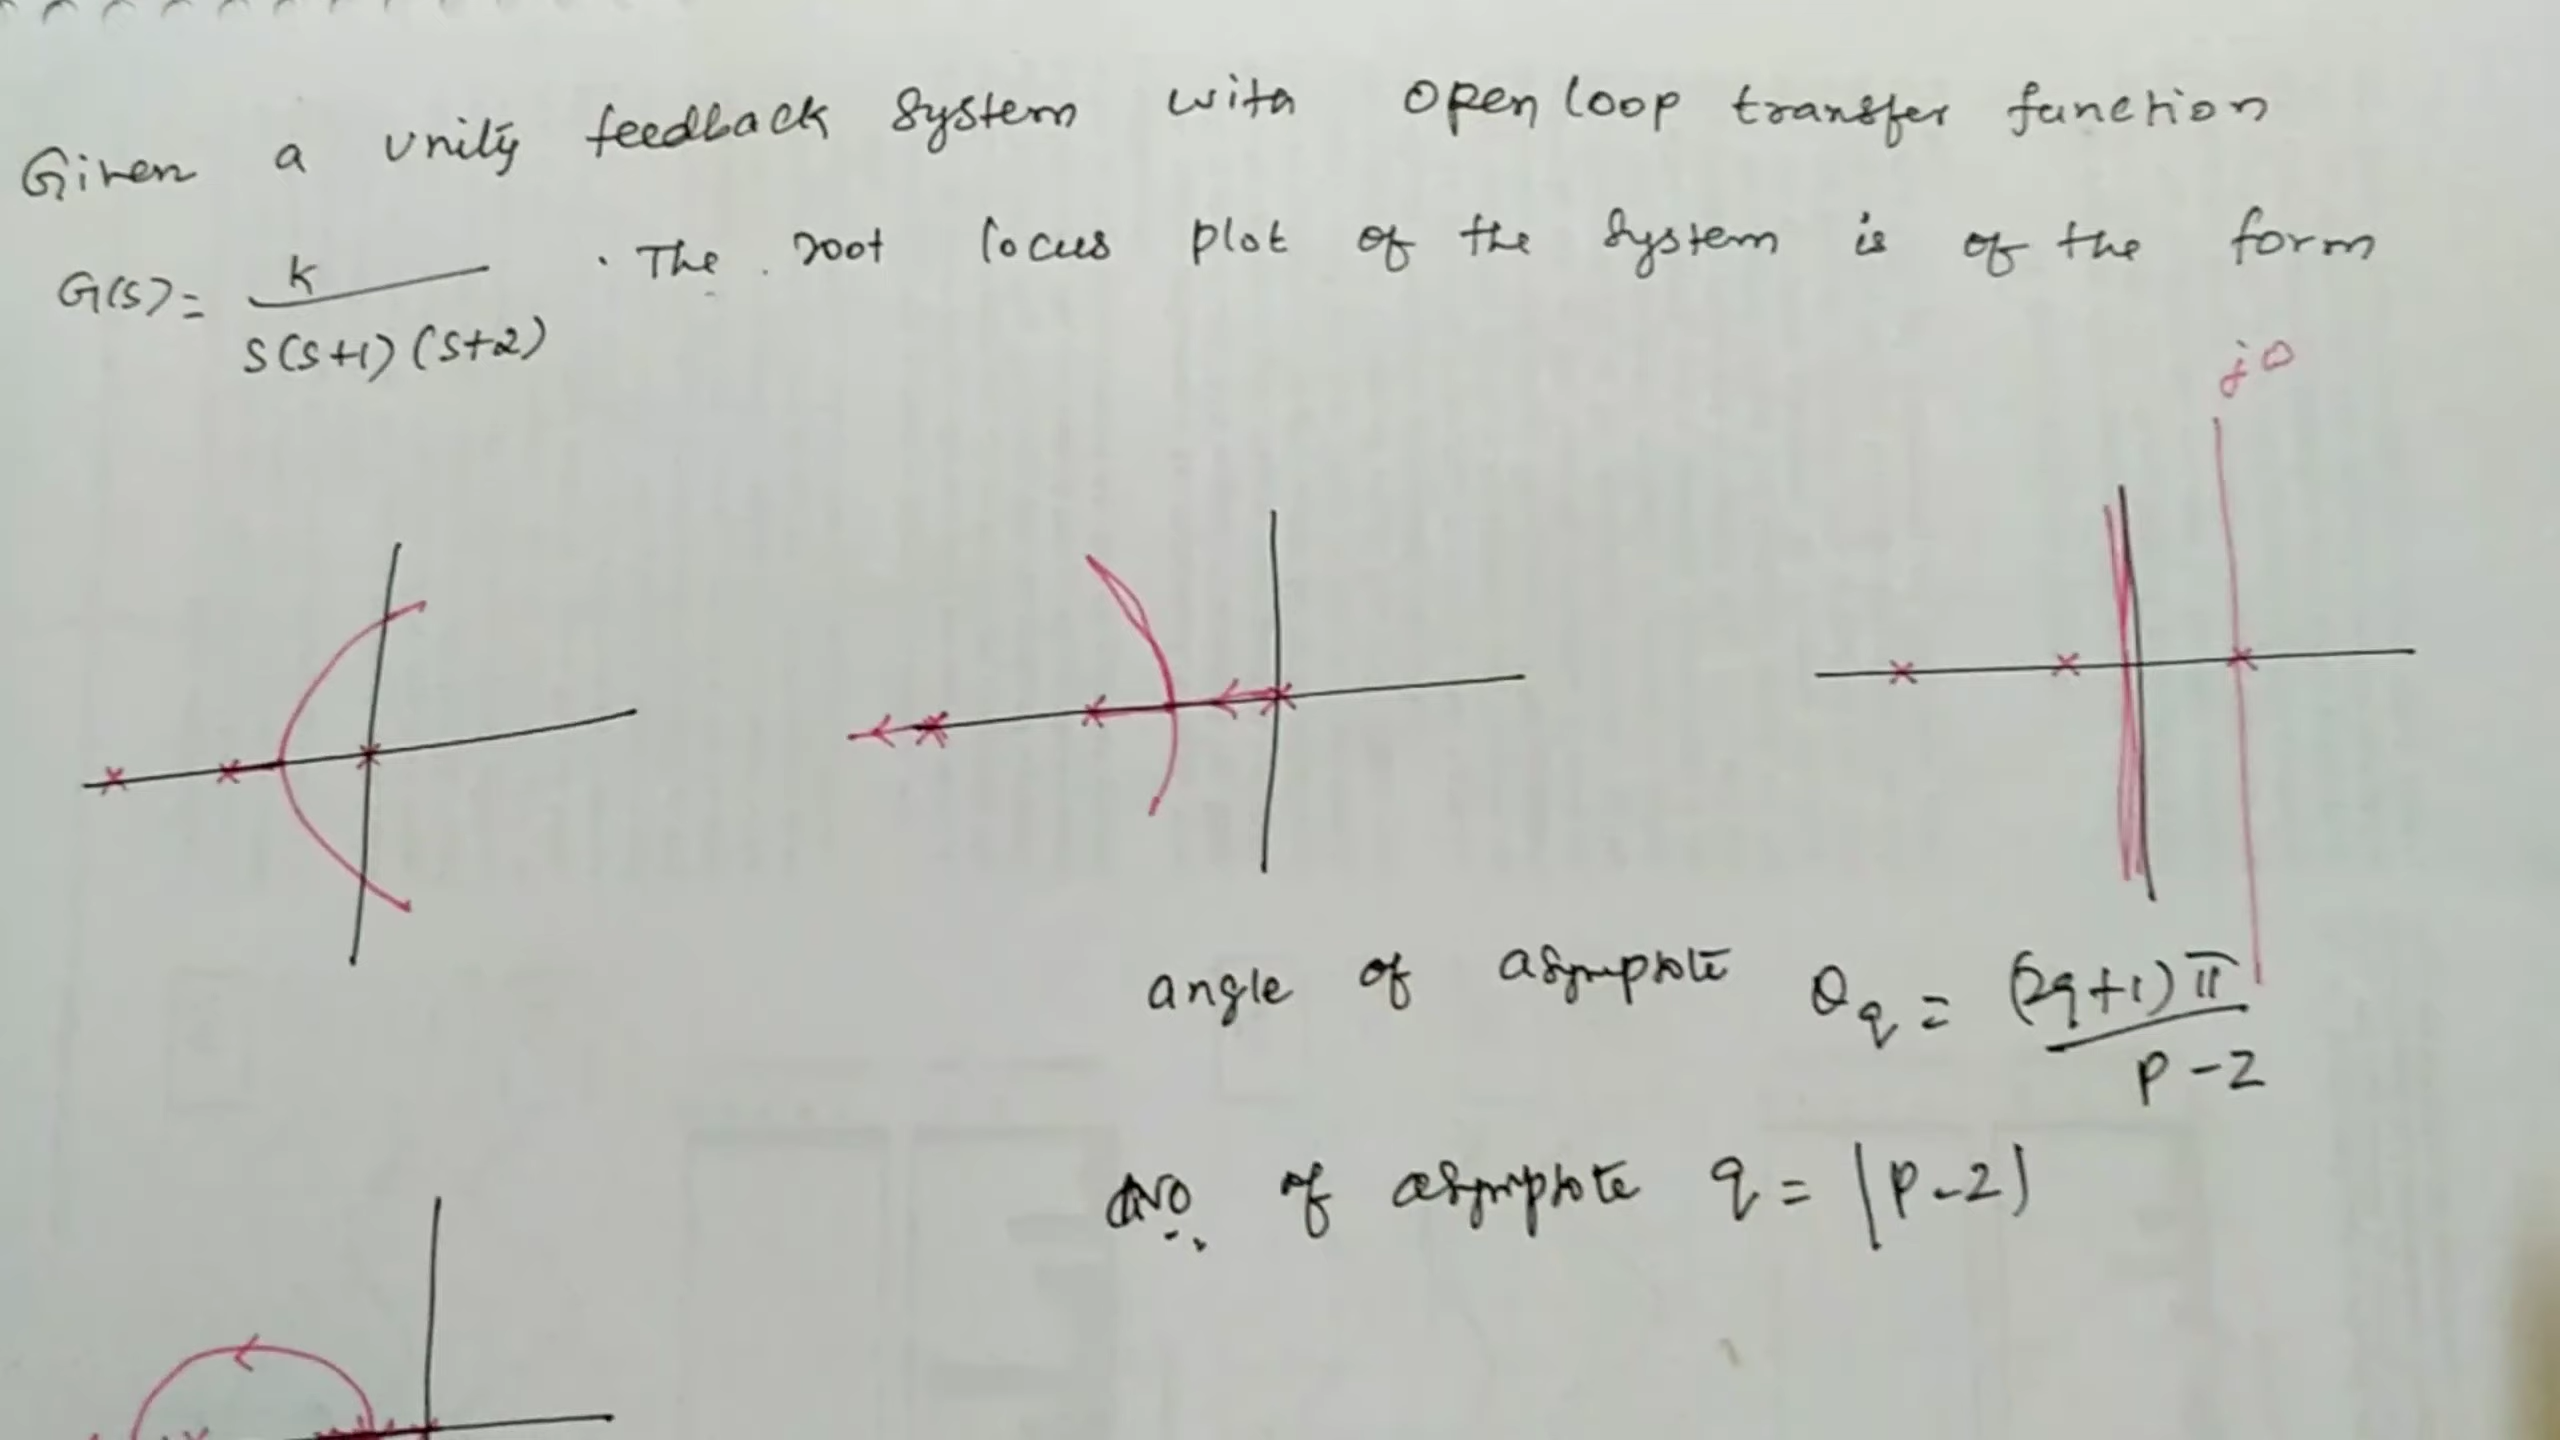 Given a unity feedback system with open loop transfer function
G(s) = k / s(s+1)(s+2) . The root locus plot of the system is of the form
angle of asymptote θq = (2q+1)π / p-z
No. of asymptote q = |p-z|